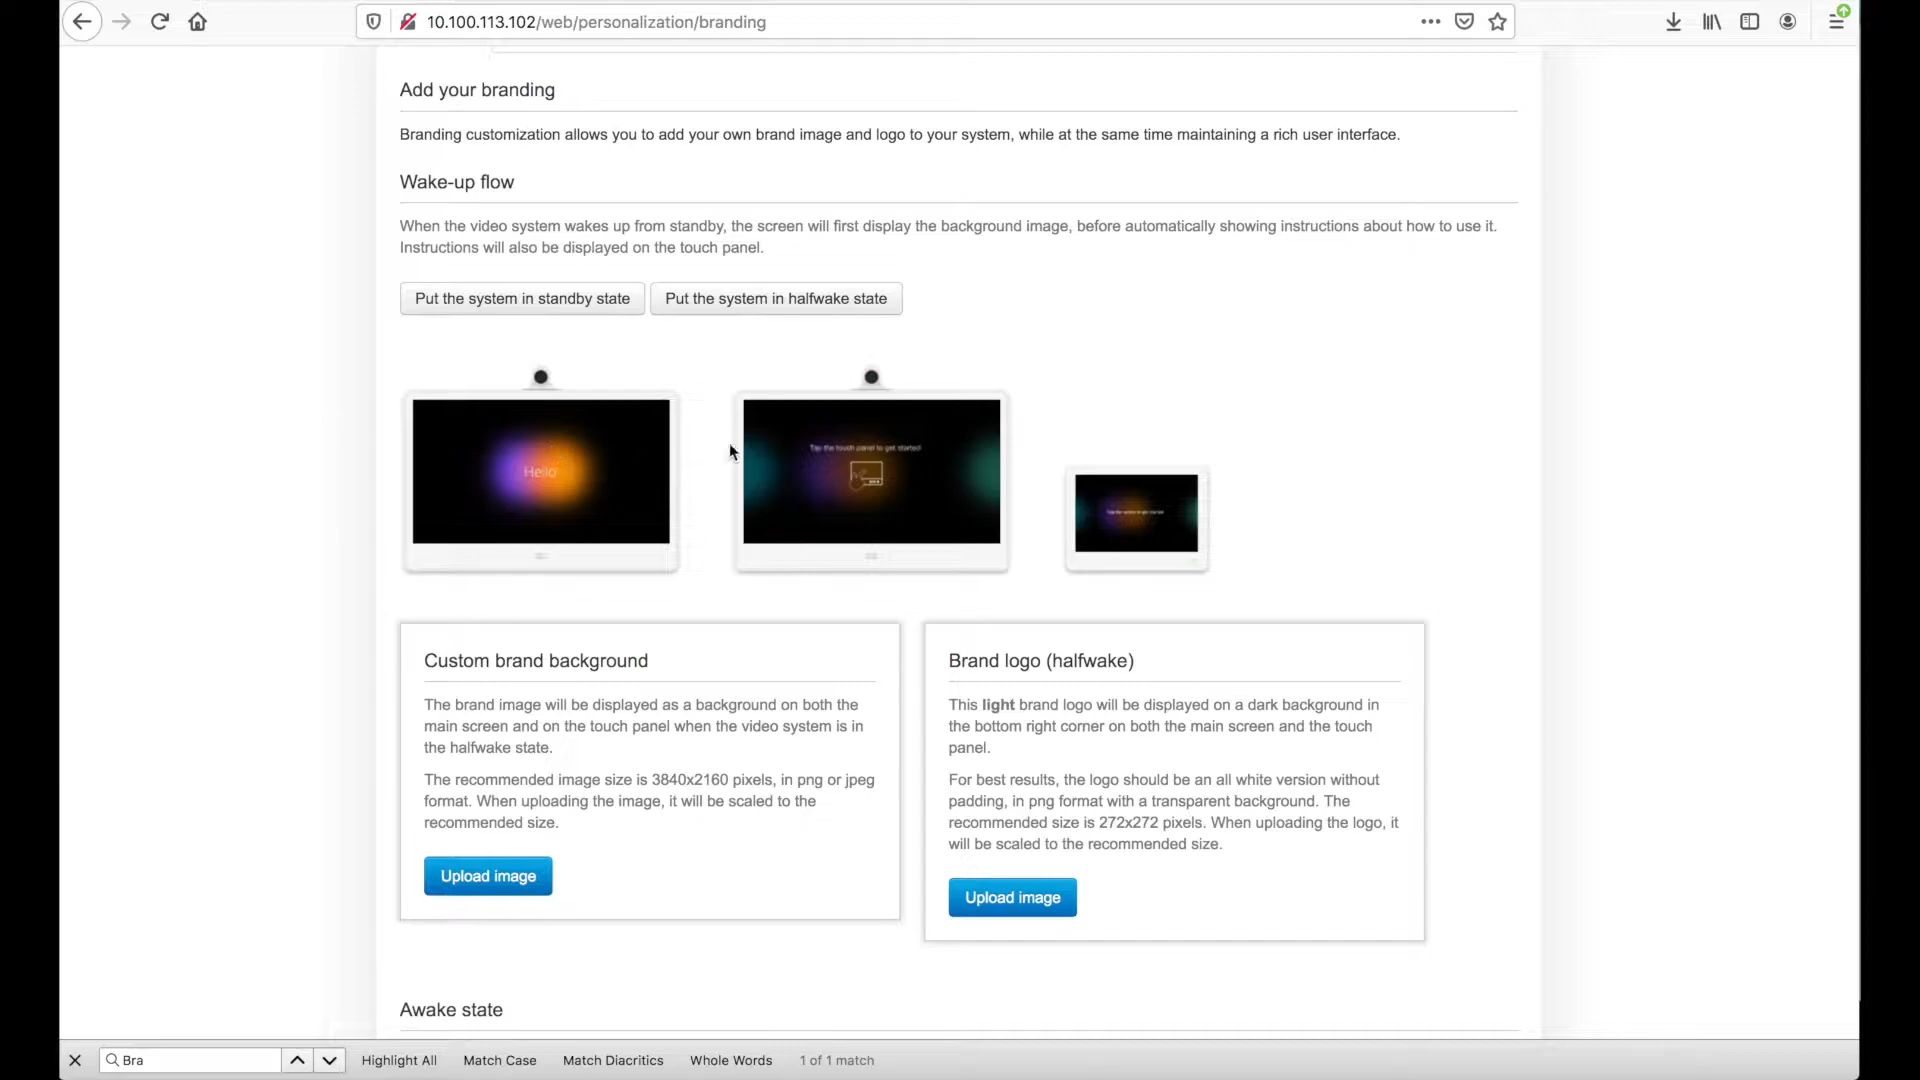 10.100.113.102/web/personalization/branding
Add your branding
Branding customization allows you to add your own brand image and logo to your system, while at the same time maintaining a rich user interface.
Wake-up flow
When the video system wakes up from standby, the screen will first display the background image, before automatically showing instructions about how to use it.
Instructions will also be displayed on the touch panel.
Put the system in standby state Put the system in halfwake state
Hello
Tap the touch panel to get started
Custom brand background
The brand image will be displayed as a background on both the
main screen and on the touch panel when the video system is in
the halfwake state.
The recommended image size is 3840x2160 pixels, in png or jpeg
format. When uploading the image, it will be scaled to the
recommended size.
Upload image
Brand logo (halfwake)
This light brand logo will be displayed on a dark background in
the bottom right corner on both the main screen and the touch
panel.
For best results, the logo should be an all white version without
padding, in png format with a transparent background. The
recommended size is 272x272 pixels. When uploading the logo, it
will be scaled to the recommended size.
Upload image
Awake state
Bra Highlight All Match Case Match Diacritics Whole Words 1 of 1 match